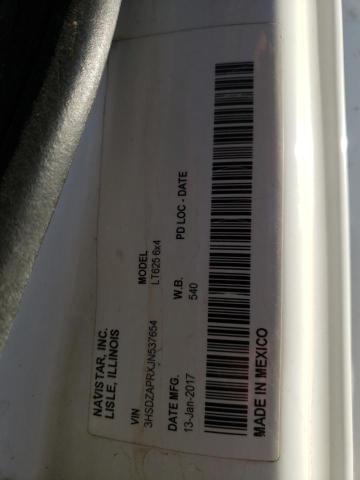 NAVISTAR, INC.
LISLE, ILLINOIS
VIN
3HSDZAPRXJN537654
MODEL
LT625 6x4
DATE MFG.
13-Jan-2017
W.B.
540
PD LOC - DATE
MADE IN MEXICO